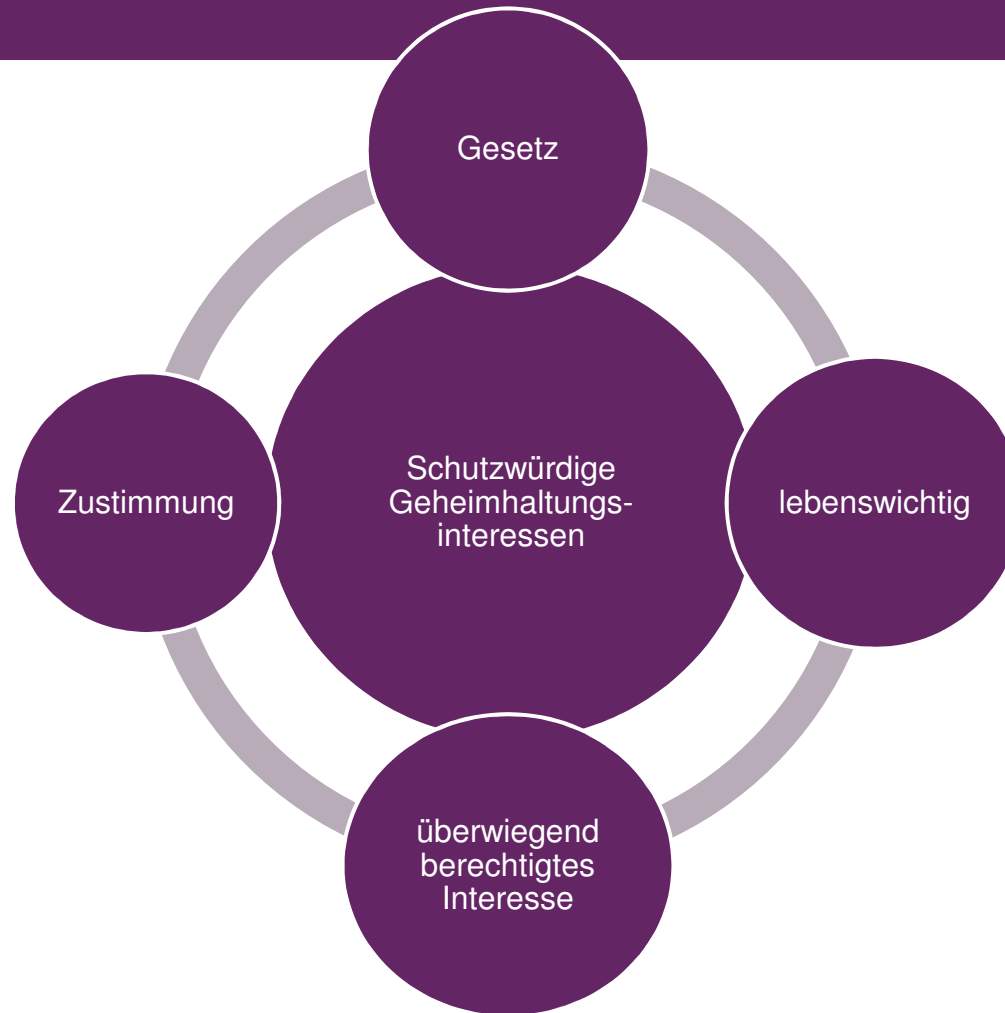 Gesetz
Schutzwürdige
Geheimhaltungs-
interessen
Zustimmung
lebenswichtig
überwiegend
berechtigtes
Interesse